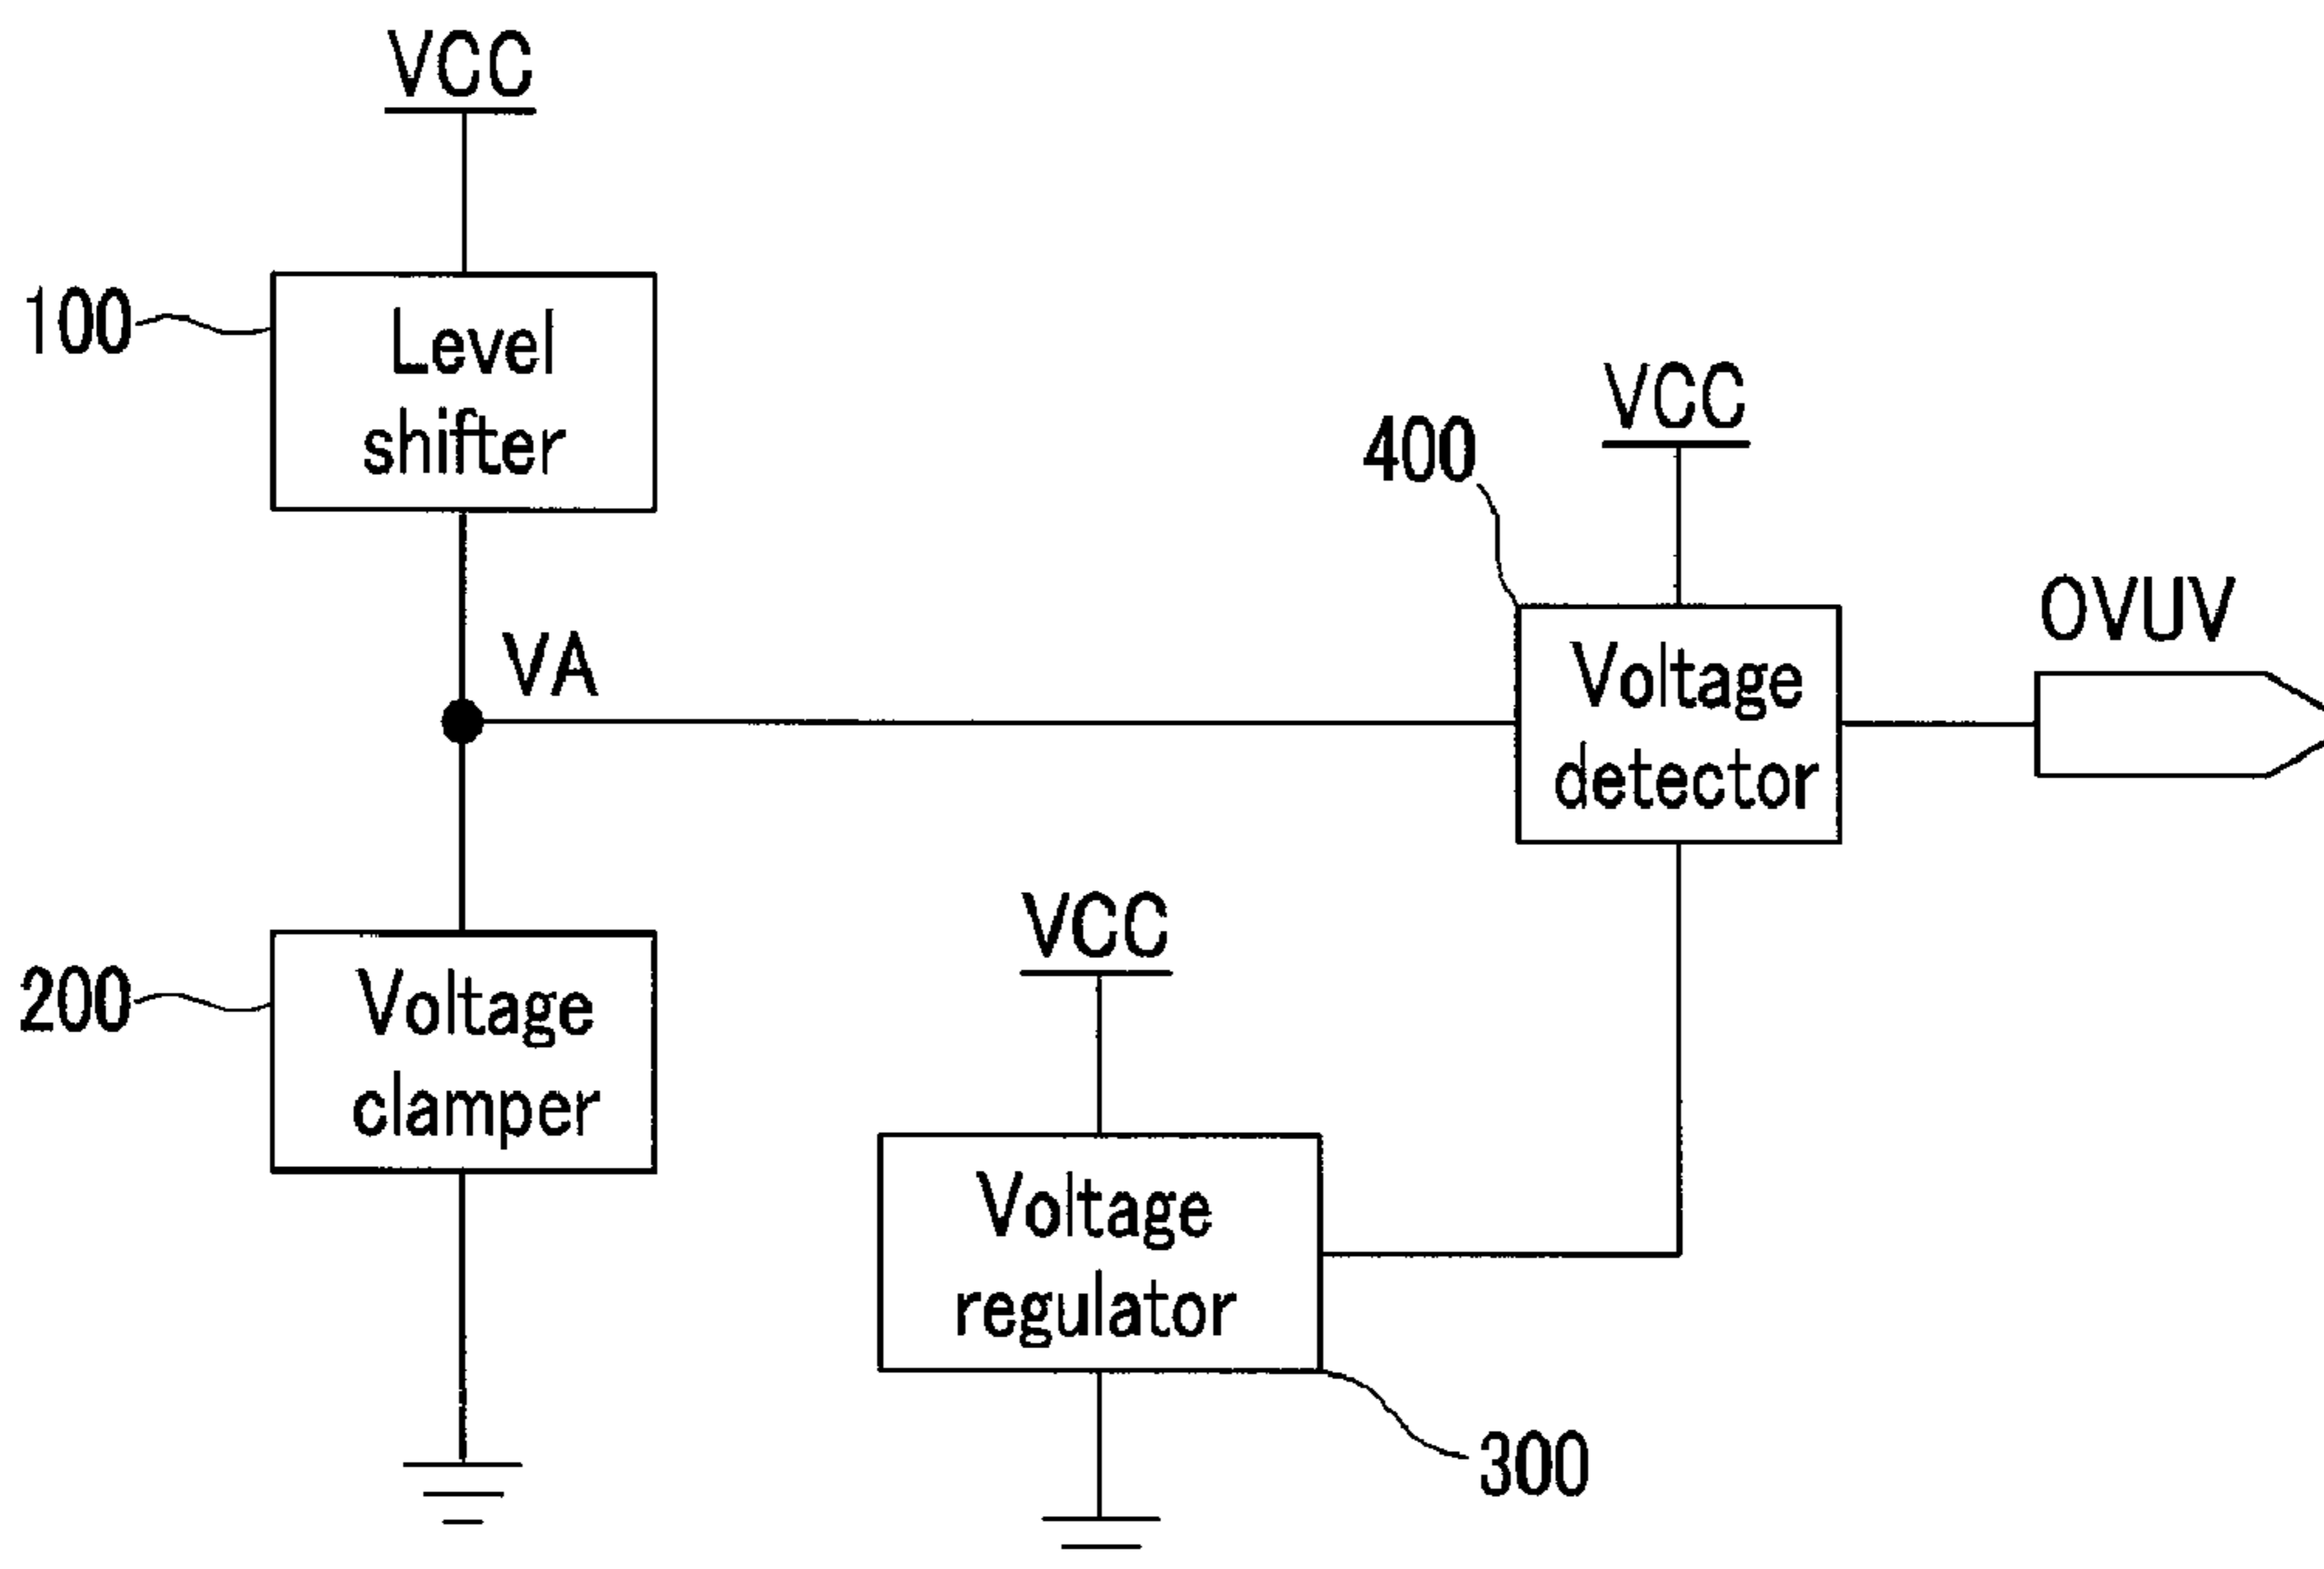 VCC
100
Level
shifter
VCC
400
OVUV
VA
Voltage
detector
VCC
200
Voltage
clamper
Voltage
regulator
300